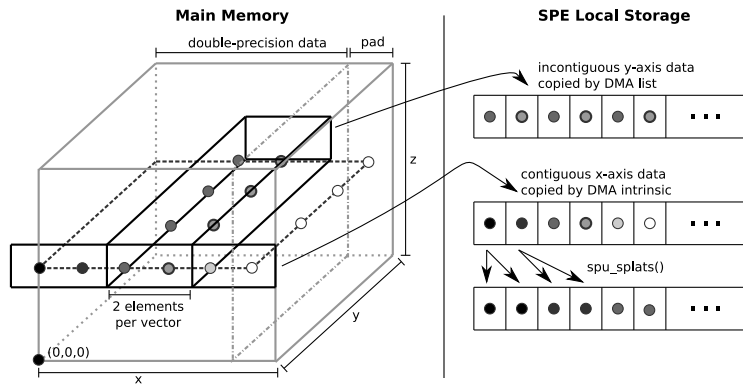 Main Memory
double-precision data
pad
z
2 elements
per vector
y
(0,0,0)
x
SPE Local Storage
incontiguous y-axis data
copied by DMA list
contiguous x-axis data
copied by DMA intrinsic
spu_splats()